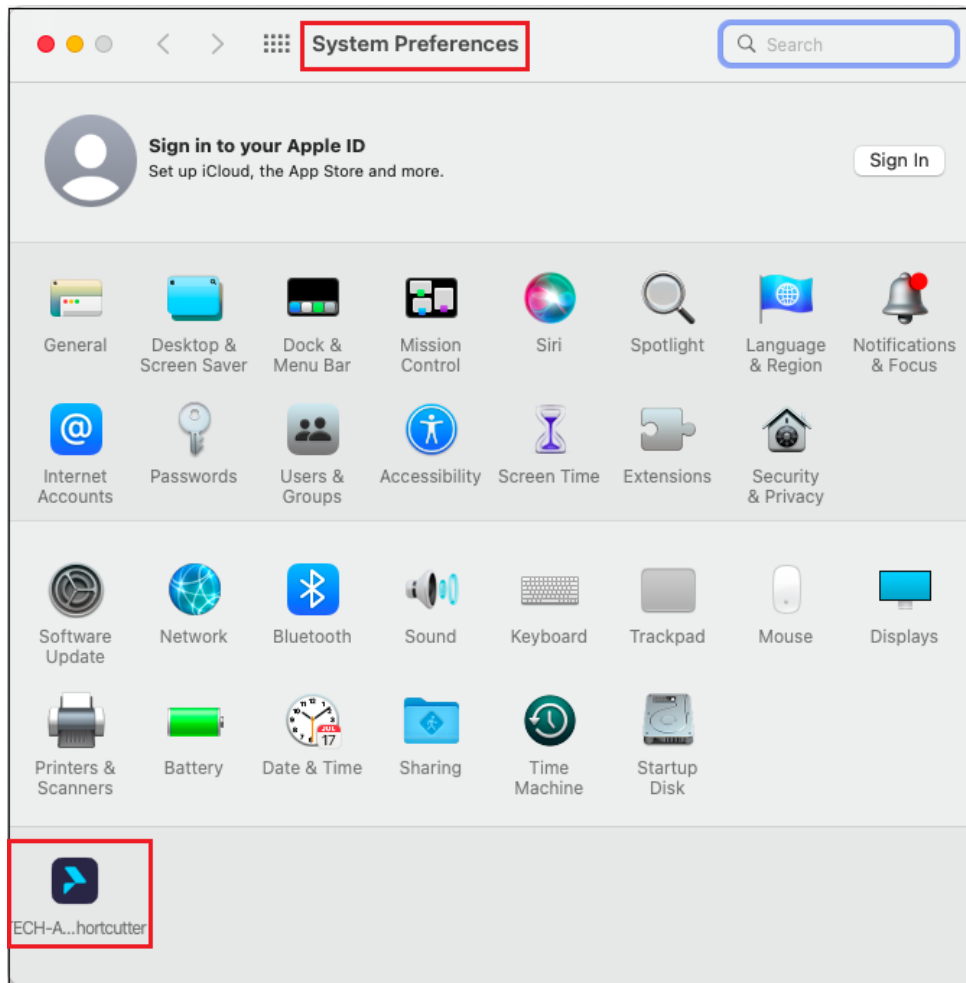 System Preferences
Search
Sign in to your Apple ID
Set up iCloud, the App Store and more.
Sign In
General
Desktop &
Screen Saver
Dock &
Menu Bar
Mission
Control
Siri
Spotlight
Language
& Region
Notifications
& Focus
@
Internet
Accounts
Passwords
Users &
Groups
Accessibility
Screen Time
Extensions
Security
& Privacy
Software
Update
Network
Bluetooth
Sound
Keyboard
Trackpad
Mouse
Displays
JUL
17
Printers &
Scanners
Battery
Date & Time
Sharing
Time
Machine
Startup
Disk
TECH-A...hortcutter